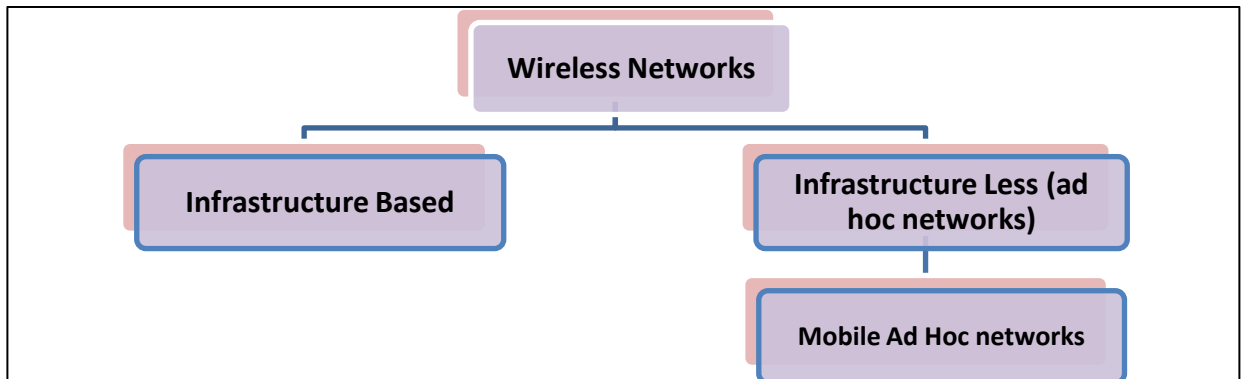 Wireless Networks
Infrastructure Based
Infrastructure Less (ad
hoc networks)
Mobile Ad Hoc networks